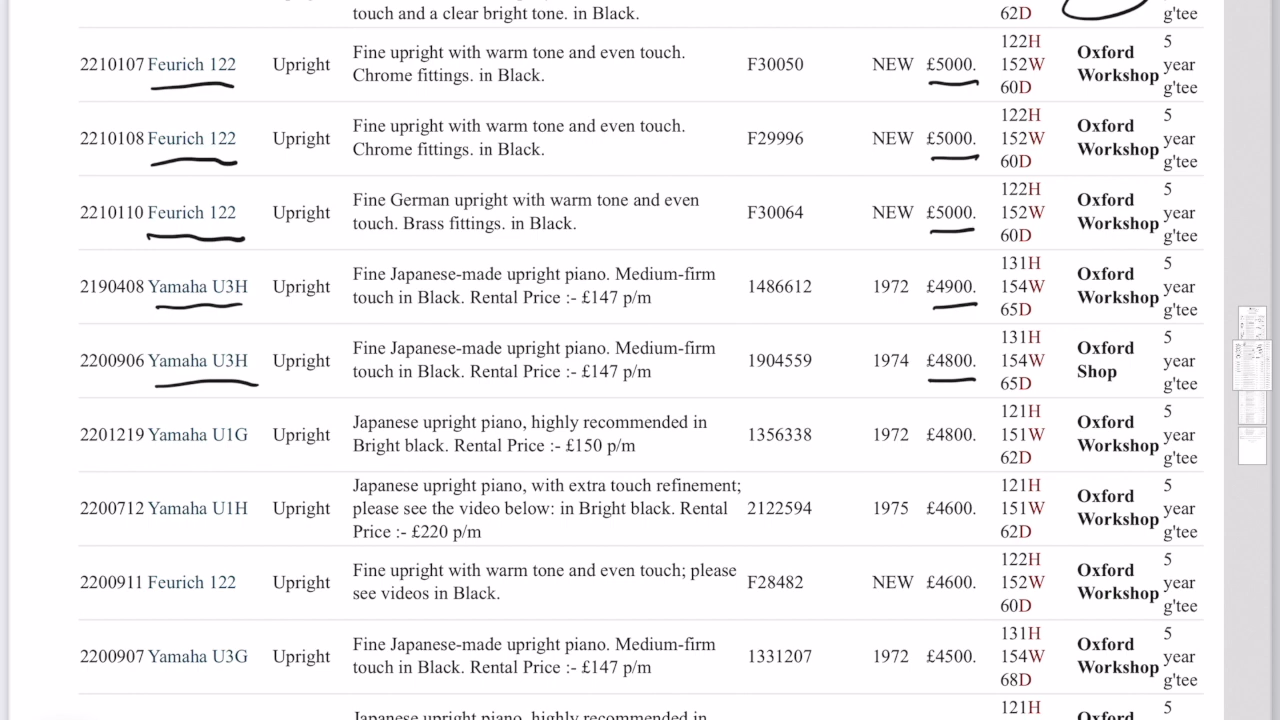 touch and a clear bright tone. in Black.
62D
g'tee
2210107 Feurich 122 Upright Fine upright with warm tone and even touch. Chrome fittings. in Black. F30050 NEW £5000. 122H 152W 60D Oxford Workshop 5 year g'tee
2210108 Feurich 122 Upright Fine upright with warm tone and even touch. Chrome fittings. in Black. F29996 NEW £5000. 122H 152W 60D Oxford Workshop 5 year g'tee
2210110 Feurich 122 Upright Fine German upright with warm tone and even touch. Brass fittings. in Black. F30064 NEW £5000. 122H 152W 60D Oxford Workshop 5 year g'tee
2190408 Yamaha U3H Upright Fine Japanese-made upright piano. Medium-firm touch in Black. Rental Price :- £147 p/m 1486612 1972 £4900. 131H 154W 65D Oxford Workshop 5 year g'tee
2200906 Yamaha U3H Upright Fine Japanese-made upright piano. Medium-firm touch in Black. Rental Price :- £147 p/m 1904559 1974 £4800. 131H 154W 65D Oxford Shop 5 year g'tee
2201219 Yamaha U1G Upright Japanese upright piano, highly recommended in Bright black. Rental Price :- £150 p/m 1356338 1972 £4800. 121H 151W 62D Oxford Workshop 5 year g'tee
2200712 Yamaha U1H Upright Japanese upright piano, with extra touch refinement; please see the video below: in Bright black. Rental Price :- £220 p/m 2122594 1975 £4600. 121H 151W 62D Oxford Workshop 5 year g'tee
2200911 Feurich 122 Upright Fine upright with warm tone and even touch; please see videos in Black. F28482 NEW £4600. 122H 152W 60D Oxford Workshop 5 year g'tee
2200907 Yamaha U3G Upright Fine Japanese-made upright piano. Medium-firm touch in Black. Rental Price :- £147 p/m 1331207 1972 £4500. 131H 154W 68D Oxford Workshop 5 year g'tee
Japanese upright piano, highly recommended in 121H Oxford 5